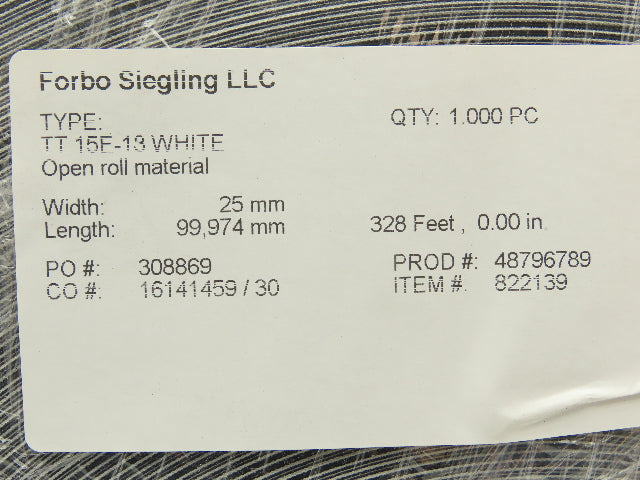 Forbo Siegling LLC
TYPE: QTY: 1.000 PC
TT 15E-13 WHITE
Open roll material
Width: 25 mm
Length: 99,974 mm 328 Feet , 0.00 in
PO #: 308869 PROD #: 48796789
CO #: 16141459 / 30 ITEM #. 822139